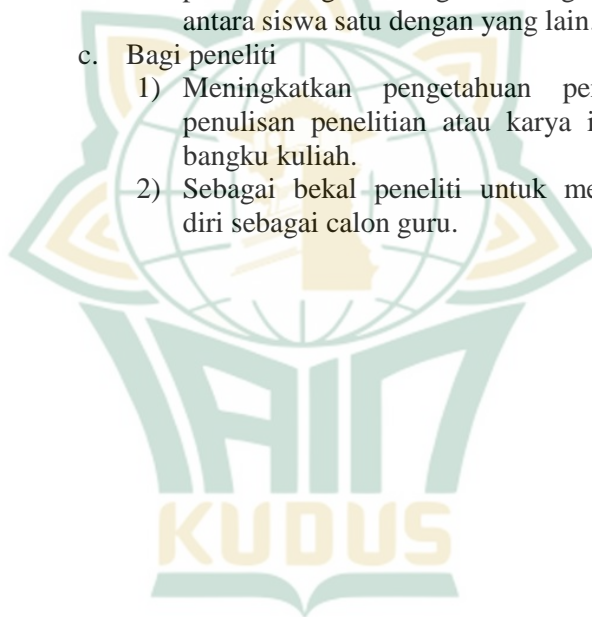 antara siswa satu dengan yang lain.
c. Bagi peneliti
1) Meningkatkan pengetahuan
penulisan penelitian atau karya
bangku kuliah.
2) Sebagai bekal peneliti untuk
diri sebagai calon guru.
IAIN
KUDUS